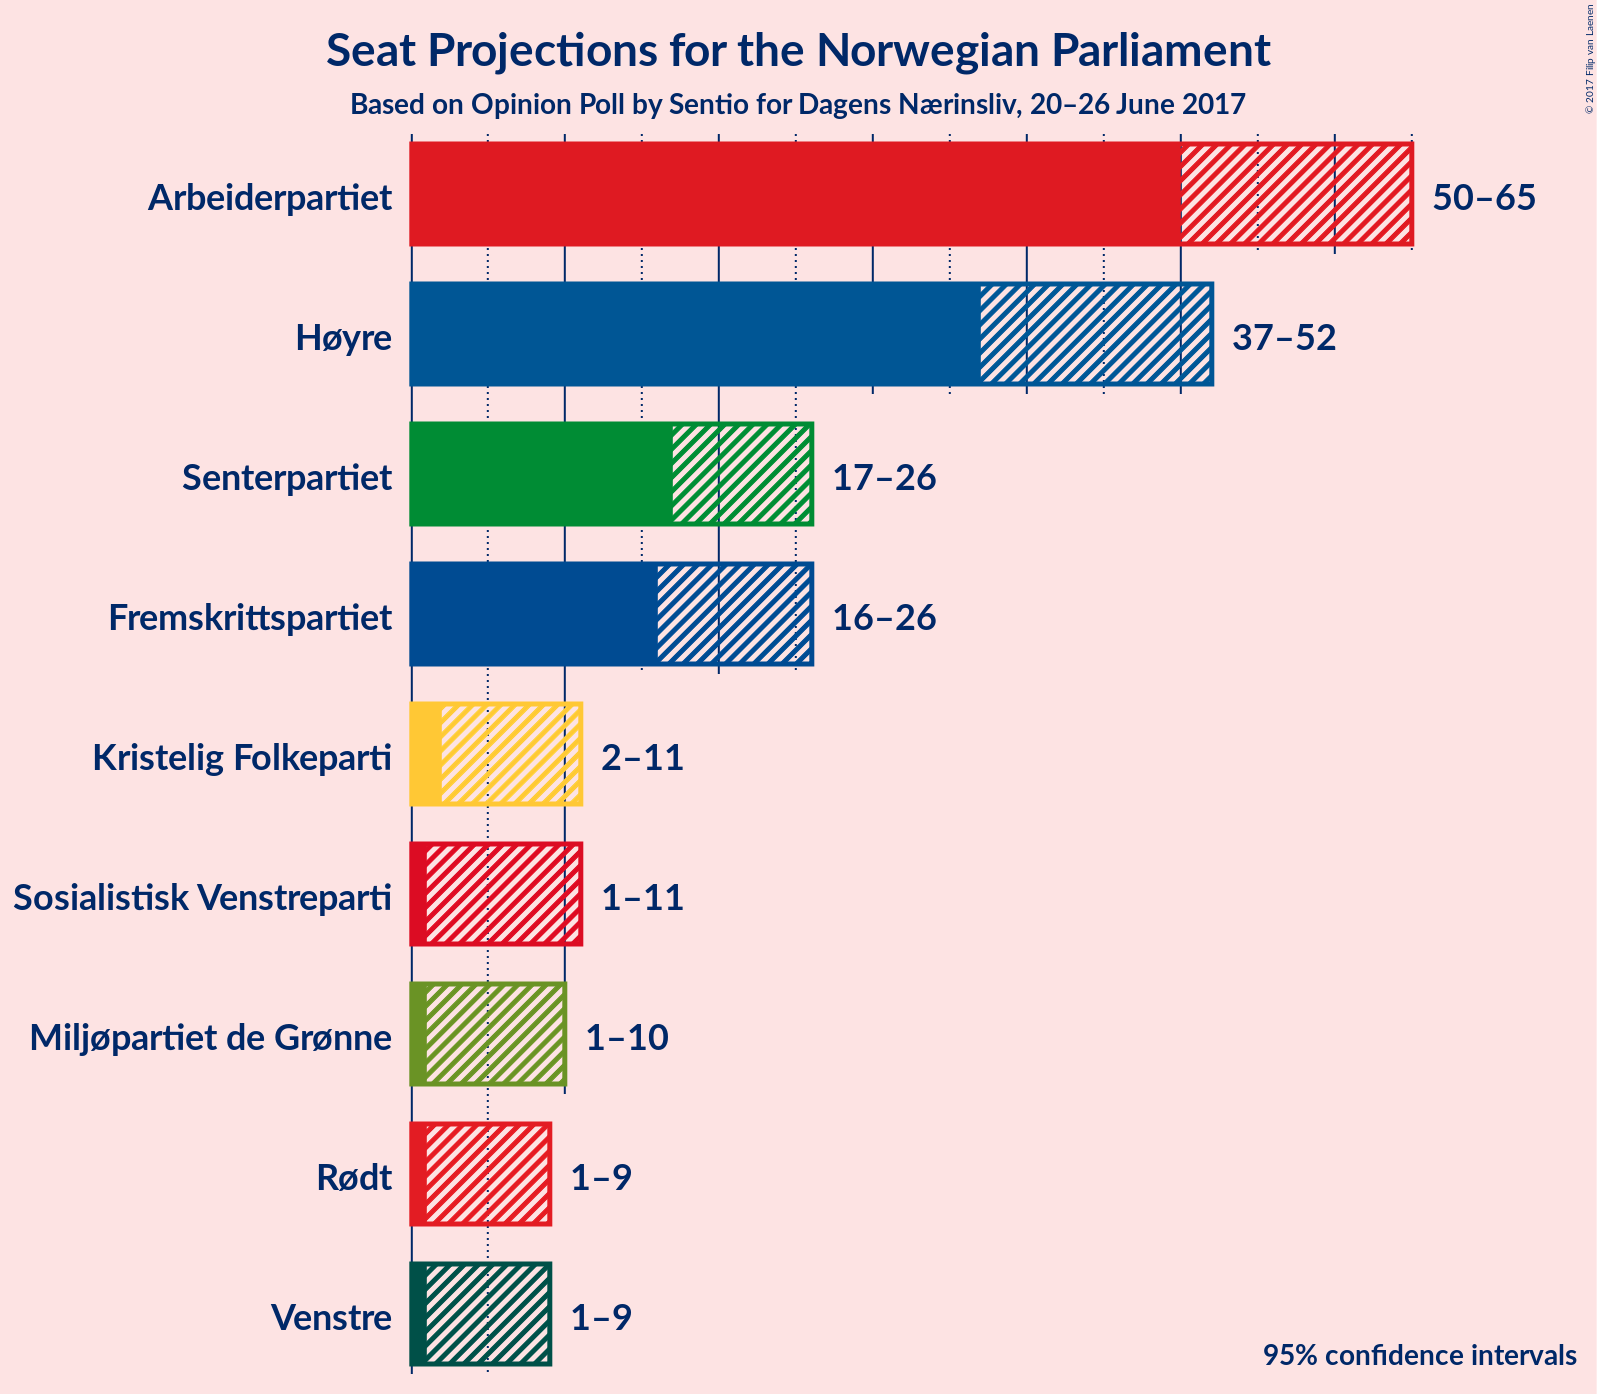 Seat Projections for the Norwegian Parliament
Based on Opinion Poll by Sentio for Dagens Nærinsliv, 20–26 June 2017
© 2017 Filip van Laenen
Arbeiderpartiet 50–65
Høyre 37–52
Senterpartiet 17–26
Fremskrittspartiet 16–26
Kristelig Folkeparti 2–11
Sosialistisk Venstreparti 1–11
Miljøpartiet de Grønne 1–10
Rødt 1–9
Venstre 1–9
95% confidence intervals